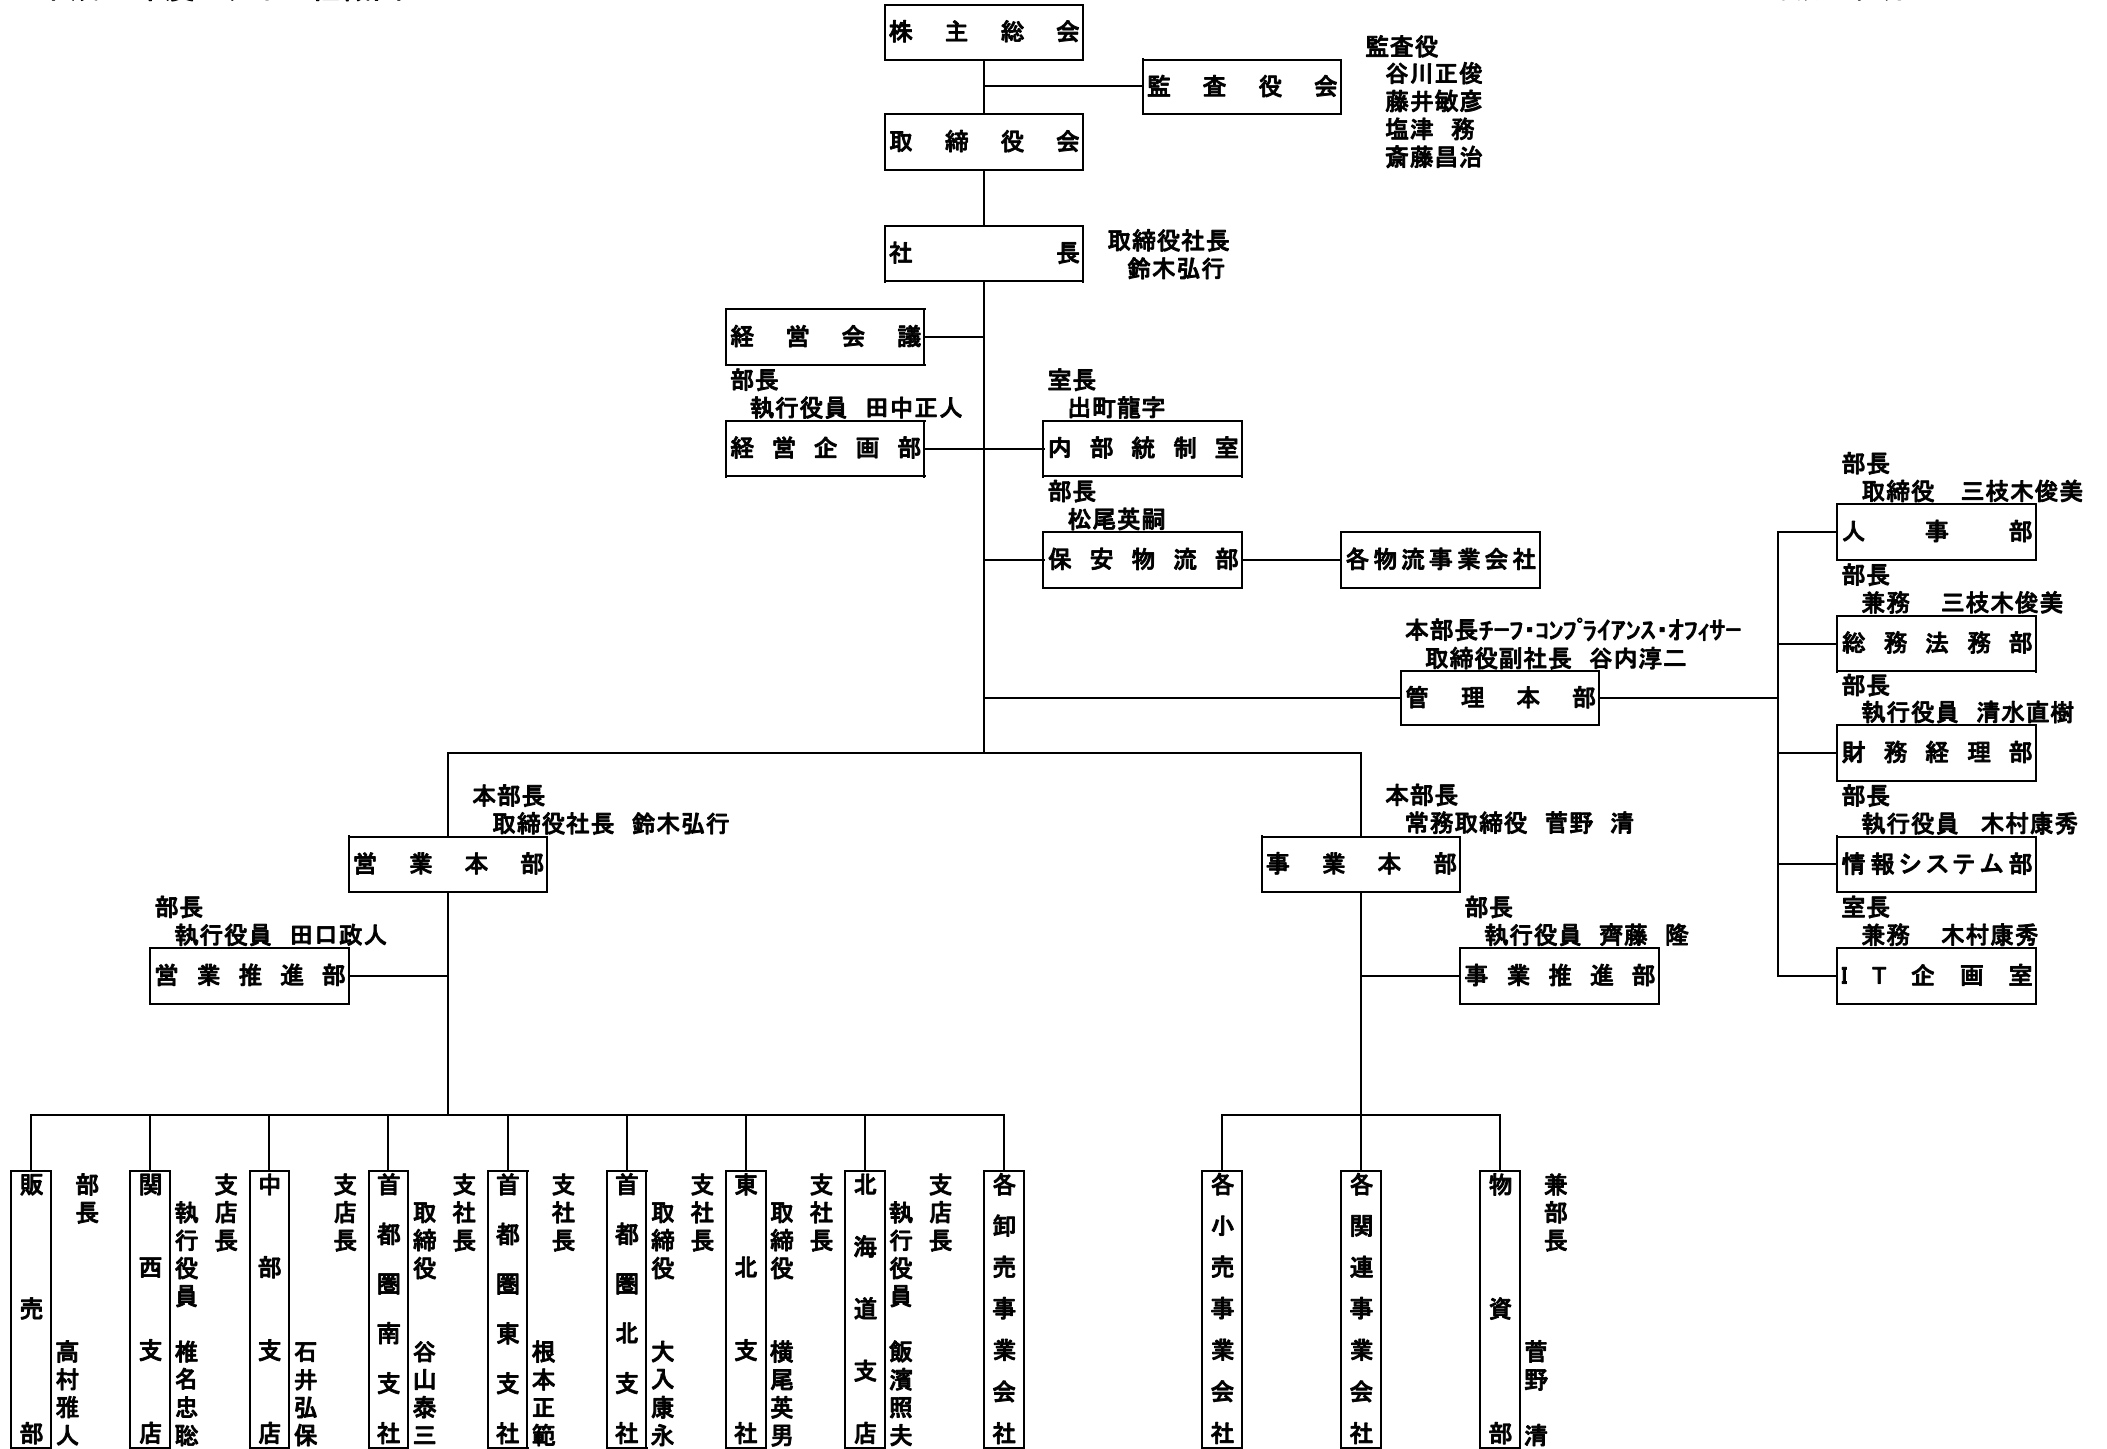 株主総会
監査役会
監査役
谷川正俊
藤井敏彦
塩津 務
斎藤昌治
取締役会
社長
取締役社長
鈴木弘行
経営会議
部長
執行役員 田中正人
経営企画部
室長
出町龍字
内部統制室
部長
松尾英嗣
保安物流部
各物流事業会社
本部長チーフ・コンプライアンス・オフィサー
取締役副社長 谷内淳二
管理本部
部長
取締役 三枝木俊美
人事部
部長
兼務 三枝木俊美
総務法務部
部長
執行役員 清水直樹
財務経理部
部長
執行役員 木村康秀
情報システム部
室長
兼務 木村康秀
IT企画室
本部長
取締役社長 鈴木弘行
営業本部
部長
執行役員 田口政人
営業推進部
本部長
常務取締役 菅野 清
事業本部
部長
執行役員 齊藤 隆
事業推進部
販売部
部長
高村雅人
関西支店
支店長
執行役員 椎名忠聡
中部支店
支店長
石井弘保
首都圏南支社
支社長
取締役 谷山泰三
首都圏東支社
支社長
根本正範
首都圏北支社
支社長
取締役 大入康永
東北支社
支社長
取締役 横尾英男
北海道支店
支店長
執行役員 飯濱照夫
各卸売事業会社
各小売事業会社
各関連事業会社
物資部
兼部長
菅野 清